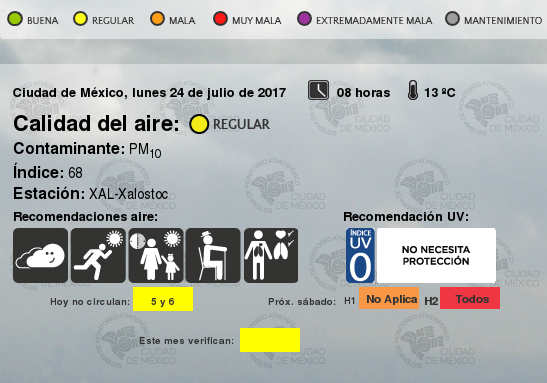 BUENA REGULAR MALA MUY MALA EXTREMADAMENTE MALA MANTENIMIENTO
Ciudad de México, lunes 24 de julio de 2017 08 horas 13 ºC
Calidad del aire: REGULAR
Contaminante: PM10
Índice: 68
Estación: XAL-Xalostoc
Recomendaciones aire: Recomendación UV:
ÍNDICE
UV
0
NO NECESITA
PROTECCIÓN
Hoy no circulan: 5 y 6 Próx. sábado: H1 No Aplica H2 Todos
Este mes verifican: